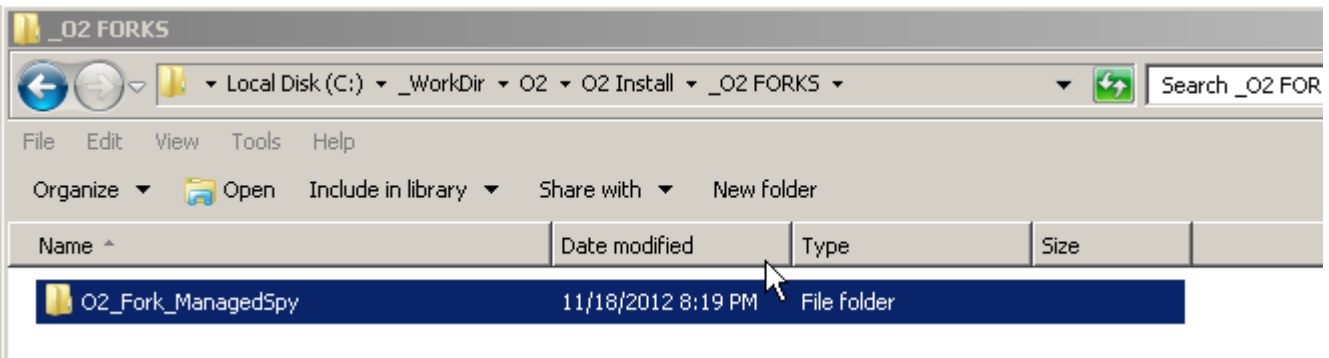 _O2 FORKS
Local Disk (C:) _WorkDir O2 O2 Install _O2 FORKS Search _O2 FOR
File Edit View Tools Help
Organize Open Include in library Share with New folder
Name Date modified Type Size
O2_Fork_ManagedSpy 11/18/2012 8:19 PM File folder